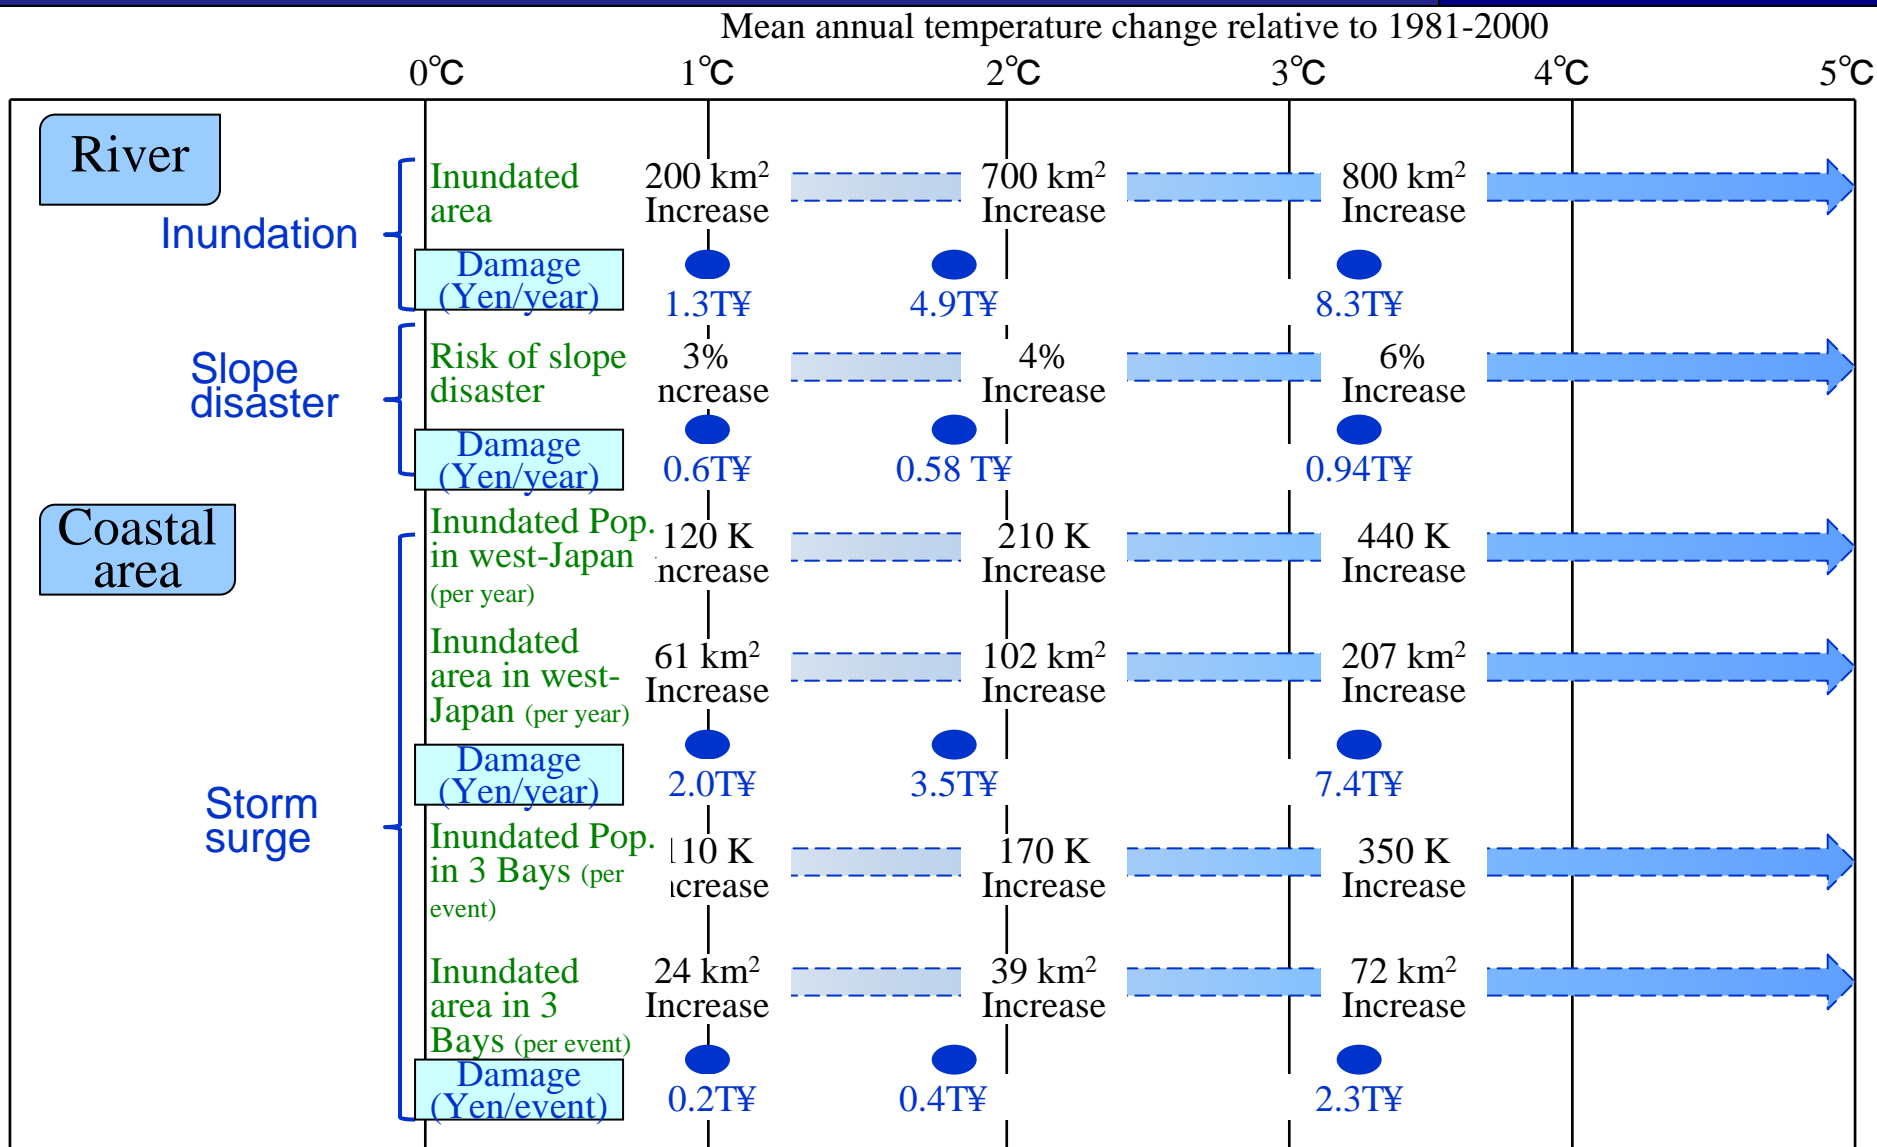 Mean annual temperature change relative to 1981-2000
0℃ 1℃ 2℃ 3℃ 4℃ 5℃
River
Inundation
Inundated
area
200 km²
Increase
700 km²
Increase
800 km²
Increase
Damage
(Yen/year)
1.3T¥ 4.9T¥ 8.3T¥
Slope
disaster
Risk of slope
disaster
3%
ncrease
4%
Increase
6%
Increase
Damage
(Yen/year)
0.6T¥ 0.58 T¥ 0.94T¥
Coastal
area
Storm
surge
Inundated Pop.
in west-Japan
(per year)
120 K
ncrease
210 K
Increase
440 K
Increase
Inundated
area in west-
Japan (per year)
61 km²
Increase
102 km²
Increase
207 km²
Increase
Damage
(Yen/year)
2.0T¥ 3.5T¥ 7.4T¥
Inundated Pop.
in 3 Bays (per
event)
110 K
ncrease
170 K
Increase
350 K
Increase
Inundated
area in 3
Bays (per event)
24 km²
Increase
39 km²
Increase
72 km²
Increase
Damage
(Yen/event)
0.2T¥ 0.4T¥ 2.3T¥